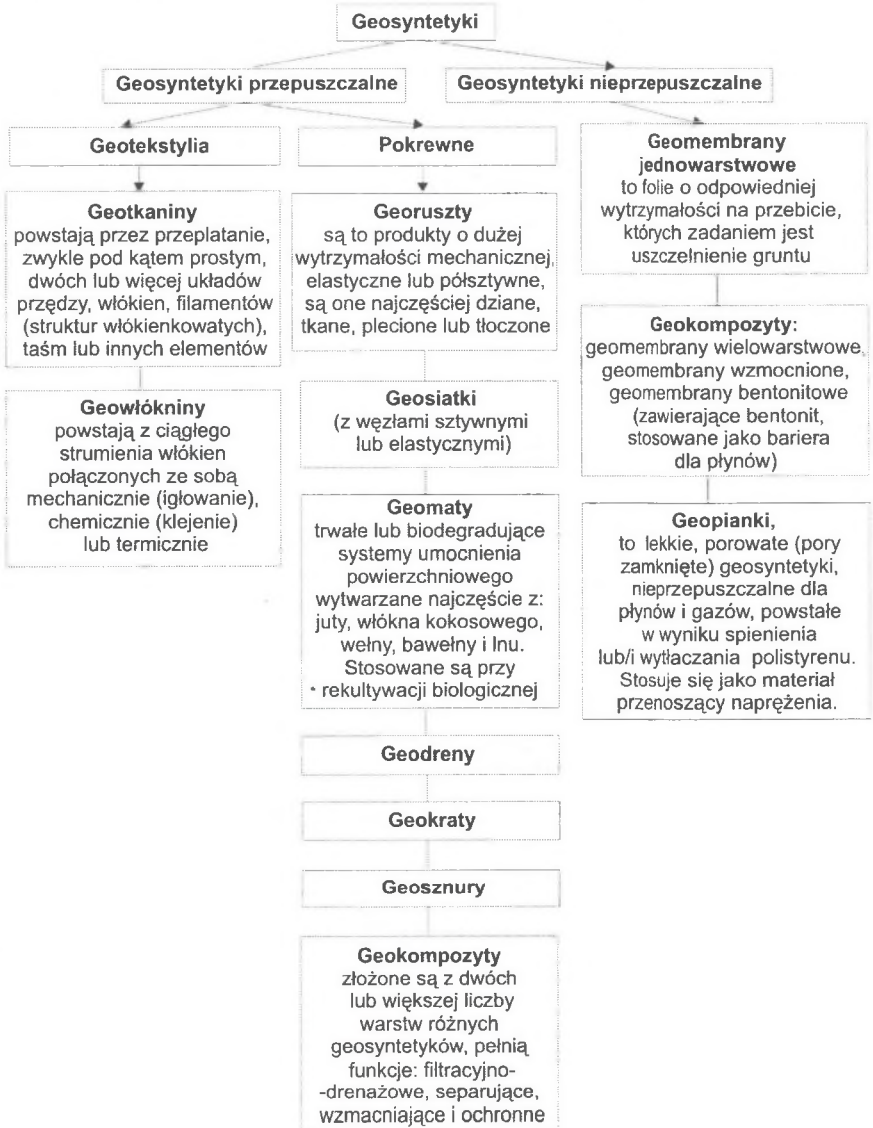 Geosyntetyki
Geosyntetyki przepuszczalne
Geosyntetyki nieprzepuszczalne
Geotekstylia
Pokrewne
Geotkaniny
powstają przez przeplatanie,
zwykle pod kątem prostym,
dwóch lub więcej układów
przędzy, włókien, filamentów
(struktur włókienkowatych),
taśm lub innych elementów
Geowłókniny
powstają z ciągłego
strumienia włókien
połączonych ze sobą
mechanicznie (igłowanie),
chemicznie (klejenie)
lub termicznie
Georuszty
są to produkty o dużej
wytrzymałości mechanicznej,
elastyczne lub półsztywne,
są one najczęściej dziane,
tkane, plecione lub tłoczone
Geosiatki
(z węzłami sztywnymi
lub elastycznymi)
Geomaty
trwałe lub biodegradujące
systemy umocnienia
powierzchniowego
wytwarzane najczęście z:
juty, włókna kokosowego,
wełny, bawełny i lnu.
Stosowane są przy
rekultywacji biologicznej
Geodreny
Geokraty
Geosznury
Geokompozyty
złożone są z dwóch
lub większej liczby
warstw różnych
geosyntetyków, pełnią
funkcje: filtracyjno-
-drenażowe, separujące,
wzmacniające i ochronne
Geomembrany
jednowarstwowe
to folie o odpowiedniej
wytrzymałości na przebicie,
których zadaniem jest
uszczelnienie gruntu
Geokompozyty:
geomembrany wielowarstwowe,
geomembrany wzmocnione,
geomembrany bentonitowe
(zawierające bentonit,
stosowane jako bariera
dla płynów)
Geopianki,
to lekkie, porowate (pory
zamknięte) geosyntetyki,
nieprzepuszczalne dla
płynów i gazów, powstałe
w wyniku spienienia
lub/i wytłaczania polistyrenu.
Stosuje się jako materiał
przenoszący naprężenia.